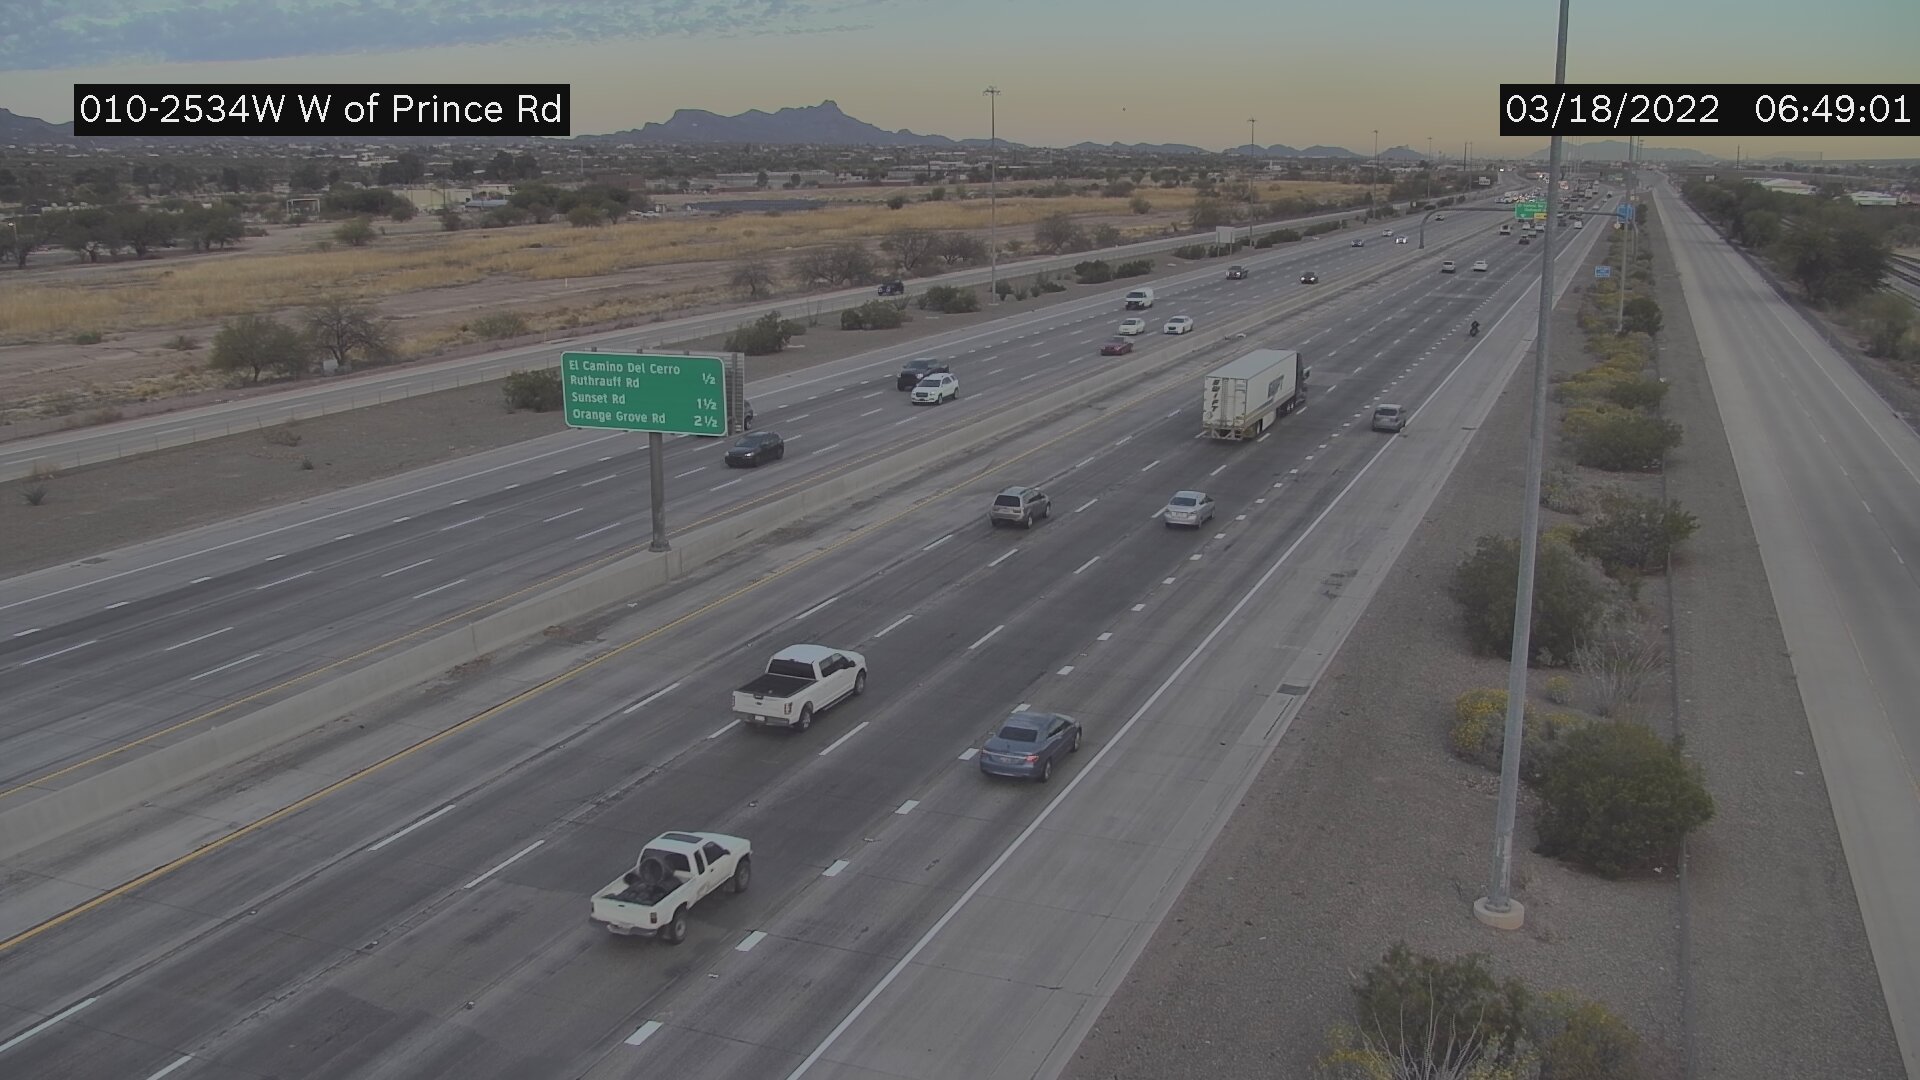 010-2534W W of Prince Rd
03/18/2022 06:49:01
El Camino Del Cerro
Ruthrauff Rd 1/2
Sunset Rd 1 1/2
Orange Grove Rd 2 1/2
SWIFT